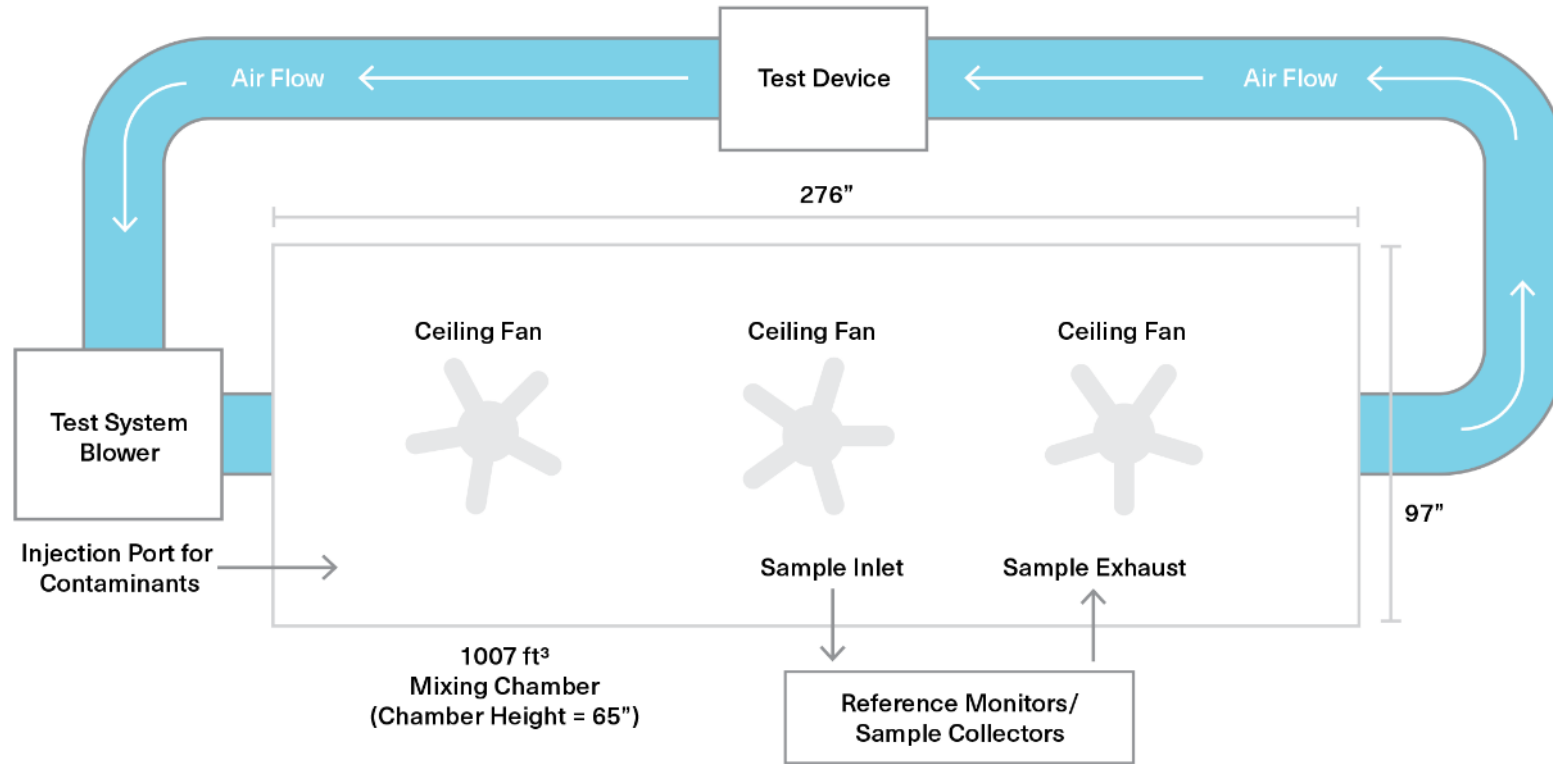 Air Flow
Test Device
Air Flow
276”
Ceiling Fan
Ceiling Fan
Ceiling Fan
Test System
Blower
97”
Injection Port for
Contaminants
Sample Inlet
Sample Exhaust
1007 ft³
Mixing Chamber
(Chamber Height = 65”)
Reference Monitors/
Sample Collectors